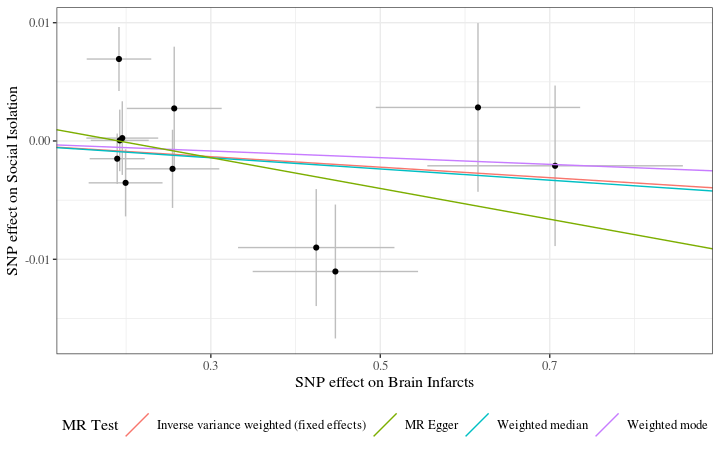 0.01
0.00
-0.01
SNP effect on Social Isolation
0.3 0.5 0.7
SNP effect on Brain Infarcts
MR Test Inverse variance weighted (fixed effects) MR Egger Weighted median Weighted mode